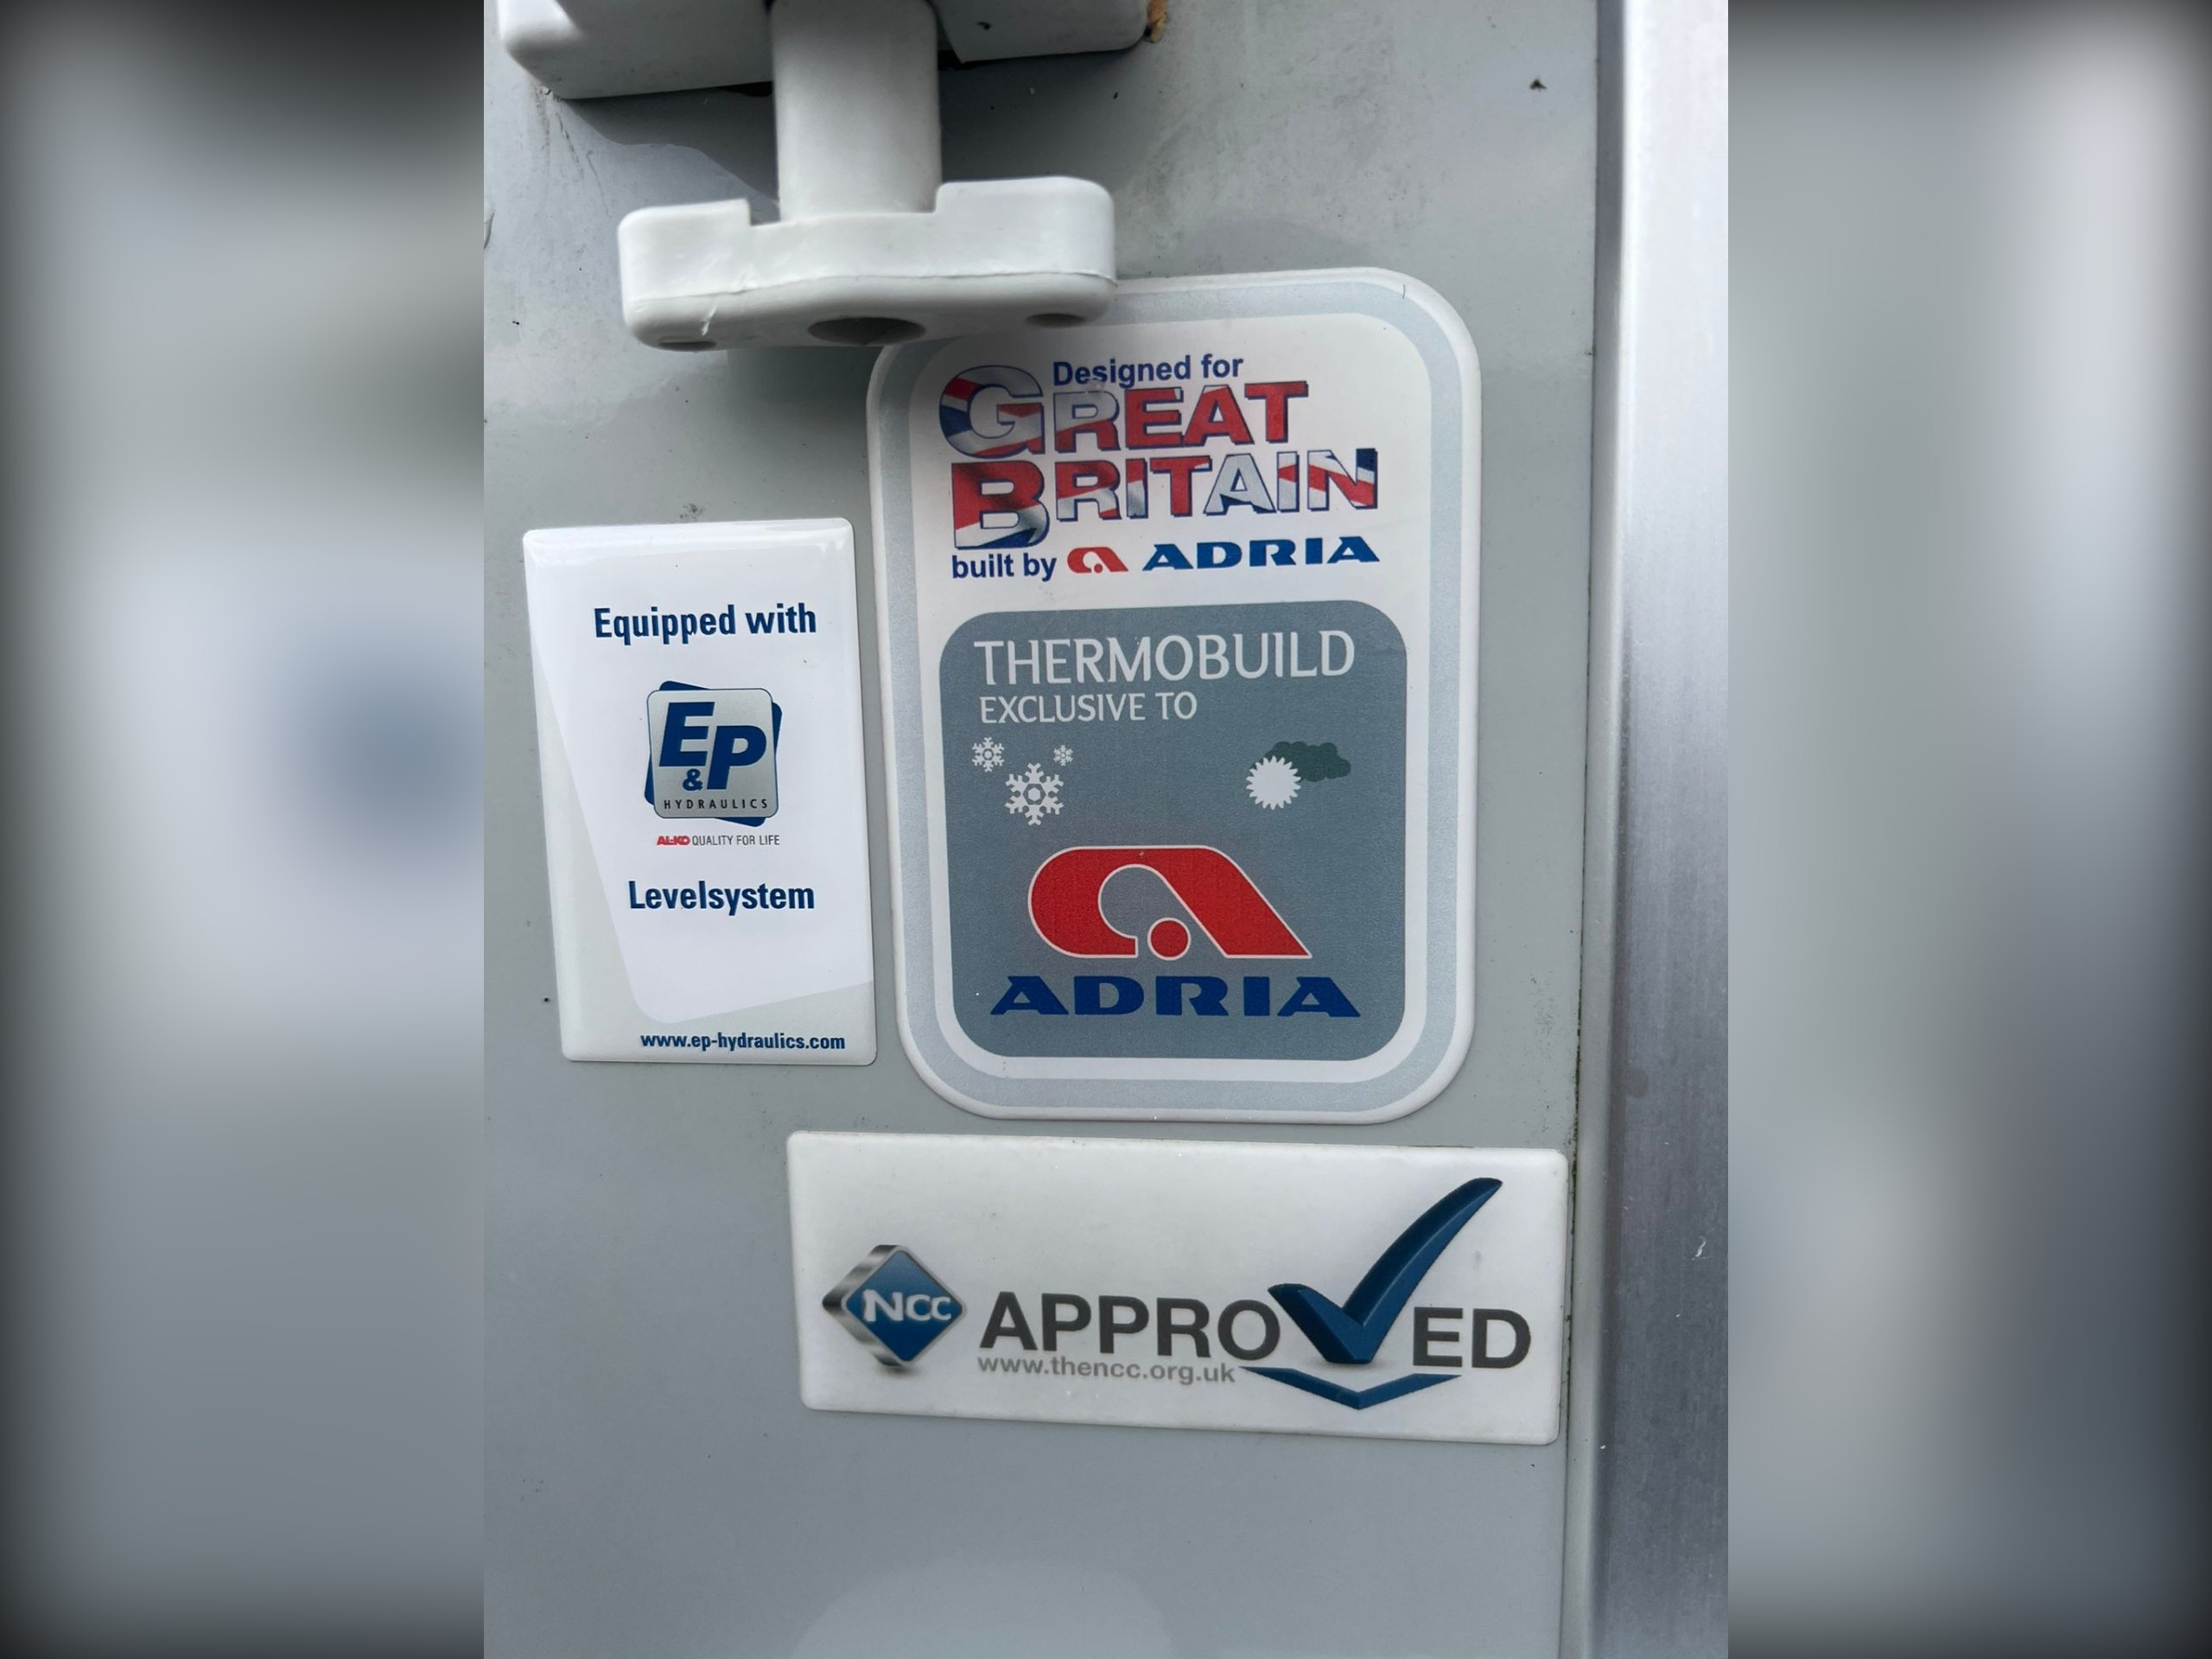 Designed for
GREAT
BRITAIN
built by ADRIA
THERMOBUILD
EXCLUSIVE TO
ADRIA
Equipped with
E&P
HYDRAULICS
AL-KO QUALITY FOR LIFE
Levelsystem
www.ep-hydraulics.com
NCC APPROVED
www.thencc.org.uk